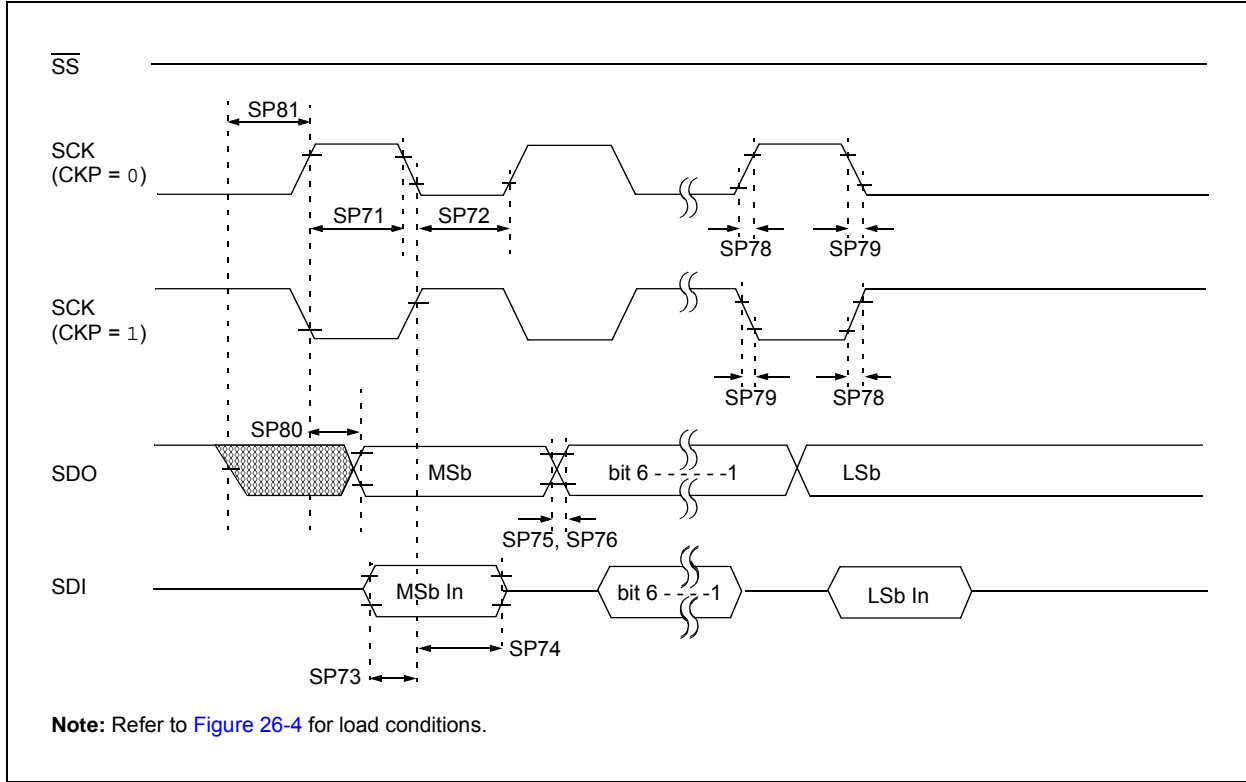 SS
SP81
SCK
(CKP = 0)
SP71
SP72
SP78
SP79
SCK
(CKP = 1)
SP79
SP78
SP80
SDO
MSb
bit 6 - - - - - -1
LSb
SP75, SP76
SDI
MSb In
bit 6 - - - - -1
LSb In
SP74
SP73
Note: Refer to Figure 26-4 for load conditions.